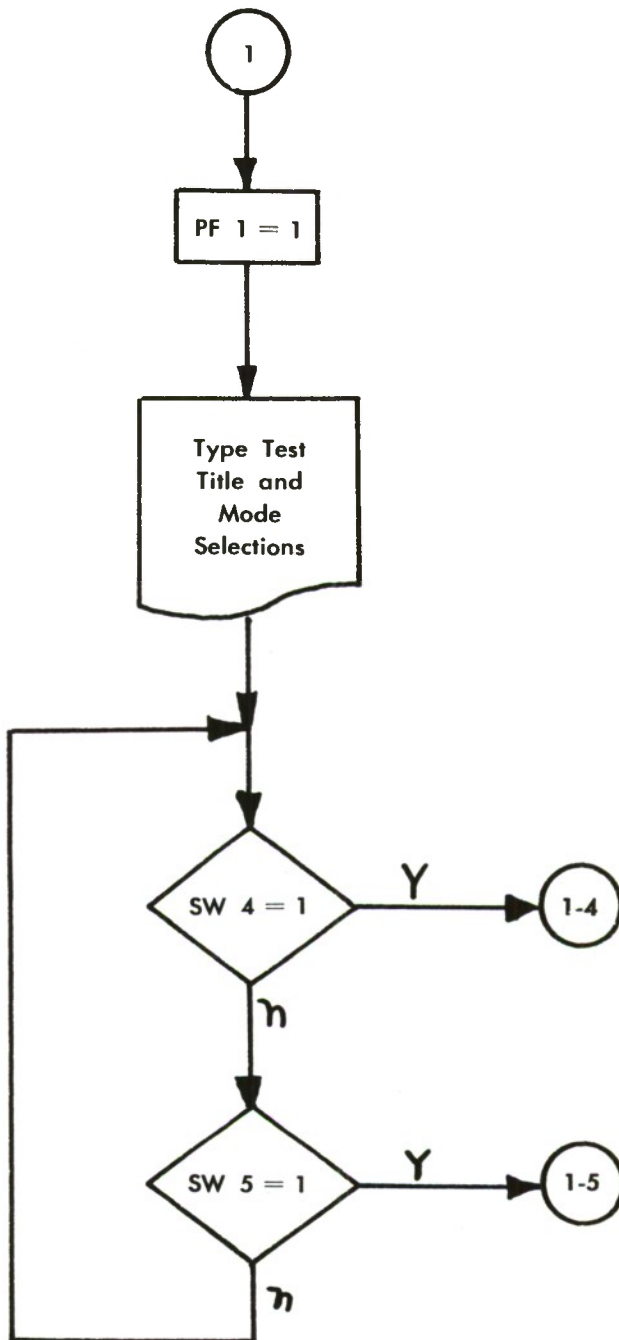 1
PF 1 = 1
Type Test
Title and
Mode
Selections
SW 4 = 1
Y
1-4
n
SW 5 = 1
Y
1-5
n